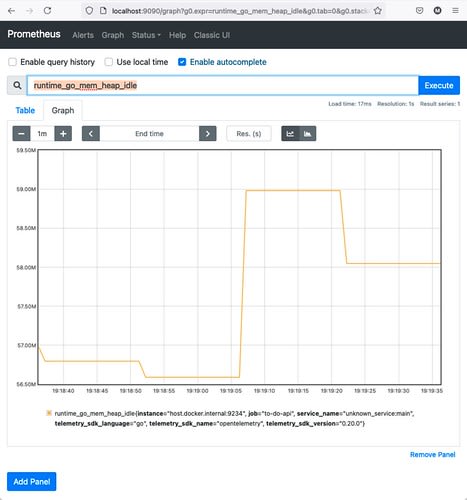 localhost:9090/graph?g0.expr=runtime_go_mem_heap_idle&g0.tab=0&g0.stack
Prometheus Alerts Graph Status Help Classic UI
Enable query history Use local time Enable autocomplete
runtime_go_mem_heap_idle Execute
Load time: 17ms Resolution: 1s Result series: 1
Table Graph
1m End time Res. (s)
59.50M
59.00M
58.50M
58.00M
57.50M
57.00M
56.50M
19:18:40 19:18:45 19:18:50 19:18:55 19:19:00 19:19:05 19:19:10 19:19:15 19:19:20 19:19:25 19:19:30 19:19:35
runtime_go_mem_heap_idle{instance="host.docker.internal:9234", job="to-do-api", service_name="unknown_service:main",
telemetry_sdk_language="go", telemetry_sdk_name="opentelemetry", telemetry_sdk_version="0.20.0"}
Remove Panel
Add Panel